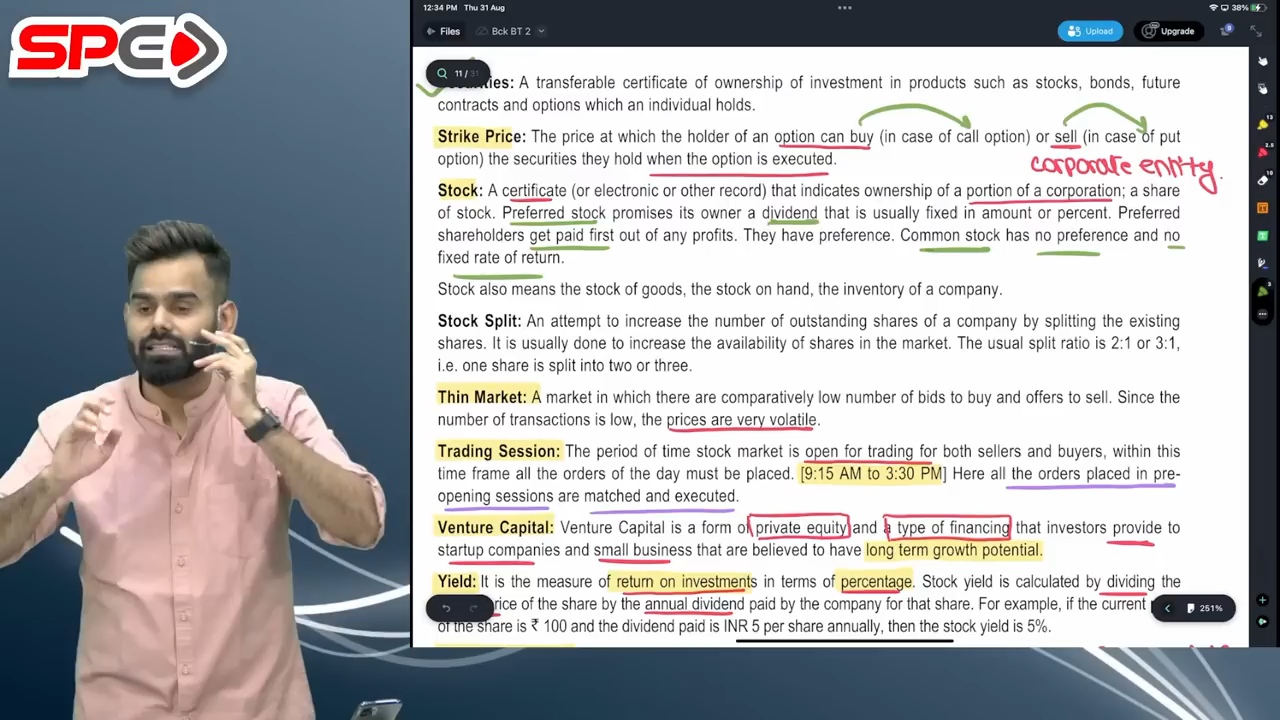 SPC
12:34 PM Thu 31 Aug
38%
Files
Bck BT 2
Upload
Upgrade
11 / 31
A transferable certificate of ownership of investment in products such as stocks, bonds, future
contracts and options which an individual holds.
Strike Price: The price at which the holder of an option can buy (in case of call option) or sell (in case of put
option) the securities they hold when the option is executed.
corporate entity.
Stock: A certificate (or electronic or other record) that indicates ownership of a portion of a corporation; a share
of stock. Preferred stock promises its owner a dividend that is usually fixed in amount or percent. Preferred
shareholders get paid first out of any profits. They have preference. Common stock has no preference and no
fixed rate of return.
Stock also means the stock of goods, the stock on hand, the inventory of a company.
Stock Split: An attempt to increase the number of outstanding shares of a company by splitting the existing
shares. It is usually done to increase the availability of shares in the market. The usual split ratio is 2:1 or 3:1,
i.e. one share is split into two or three.
Thin Market: A market in which there are comparatively low number of bids to buy and offers to sell. Since the
number of transactions is low, the prices are very volatile.
Trading Session: The period of time stock market is open for trading for both sellers and buyers, within this
time frame all the orders of the day must be placed. [9:15 AM to 3:30 PM] Here all the orders placed in pre-
opening sessions are matched and executed.
Venture Capital: Venture Capital is a form of private equity and a type of financing that investors provide to
startup companies and small business that are believed to have long term growth potential.
Yield: It is the measure of return on investments in terms of percentage. Stock yield is calculated by dividing the
of the share by the annual dividend paid by the company for that share. For example, if the current
of the share is ₹ 100 and the dividend paid is INR 5 per share annually, then the stock yield is 5%.
251%